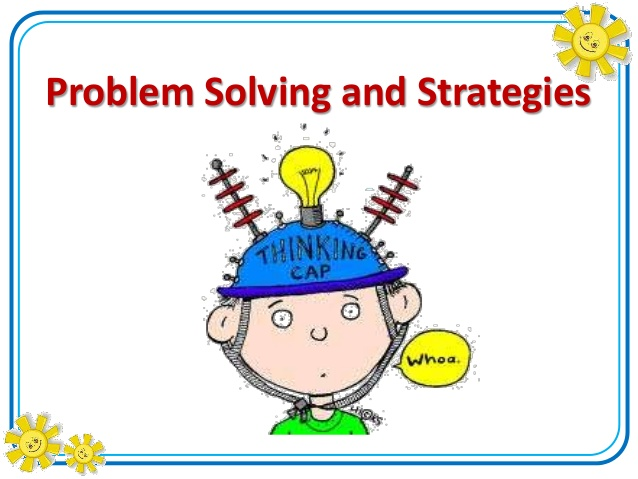 Problem Solving and Strategies
THINKING
CAP
Whoa.